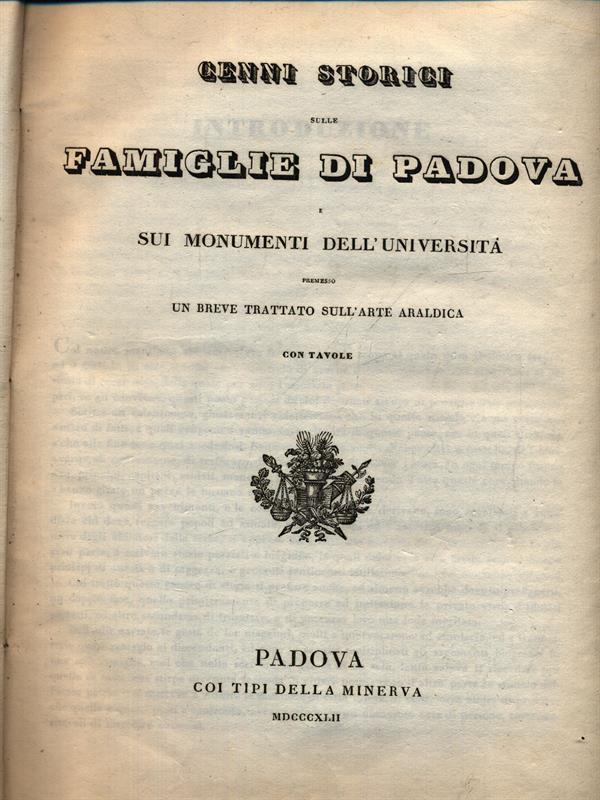 CENNI STORICI
SULLE
FAMIGLIE DI PADOVA
E
SUI MONUMENTI DELL'UNIVERSITÁ
PREMESSO
UN BREVE TRATTATO SULL'ARTE ARALDICA
CON TAVOLE
PADOVA
COI TIPI DELLA MINERVA
MDCCCXLII